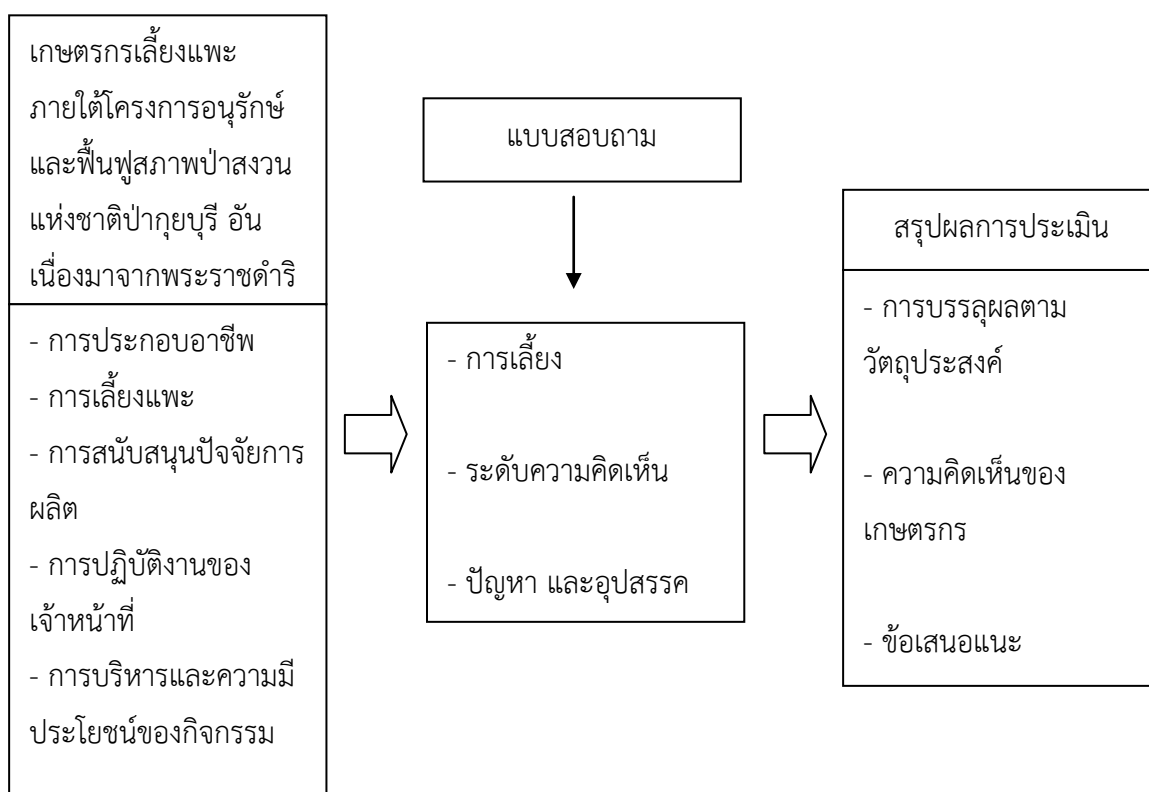 เกษตรกรเลี้ยงแพะ
ภายใต้โครงการอนุรักษ์
และฟื้นฟูสภาพป่าสงวน
แห่งชาติป่ากุยบุรี อัน
เนื่องมาจากพระราชดำริ
- การประกอบอาชีพ
- การเลี้ยงแพะ
- การสนับสนุนปัจจัยการ
ผลิต
- การปฏิบัติงานของ
เจ้าหน้าที่
- การบริหารและความมี
ประโยชน์ของกิจกรรม
แบบสอบถาม
- การเลี้ยง
- ระดับความคิดเห็น
- ปัญหา และอุปสรรค
สรุปผลการประเมิน
- การบรรลุผลตาม
วัตถุประสงค์
- ความคิดเห็นของ
เกษตรกร
- ข้อเสนอแนะ